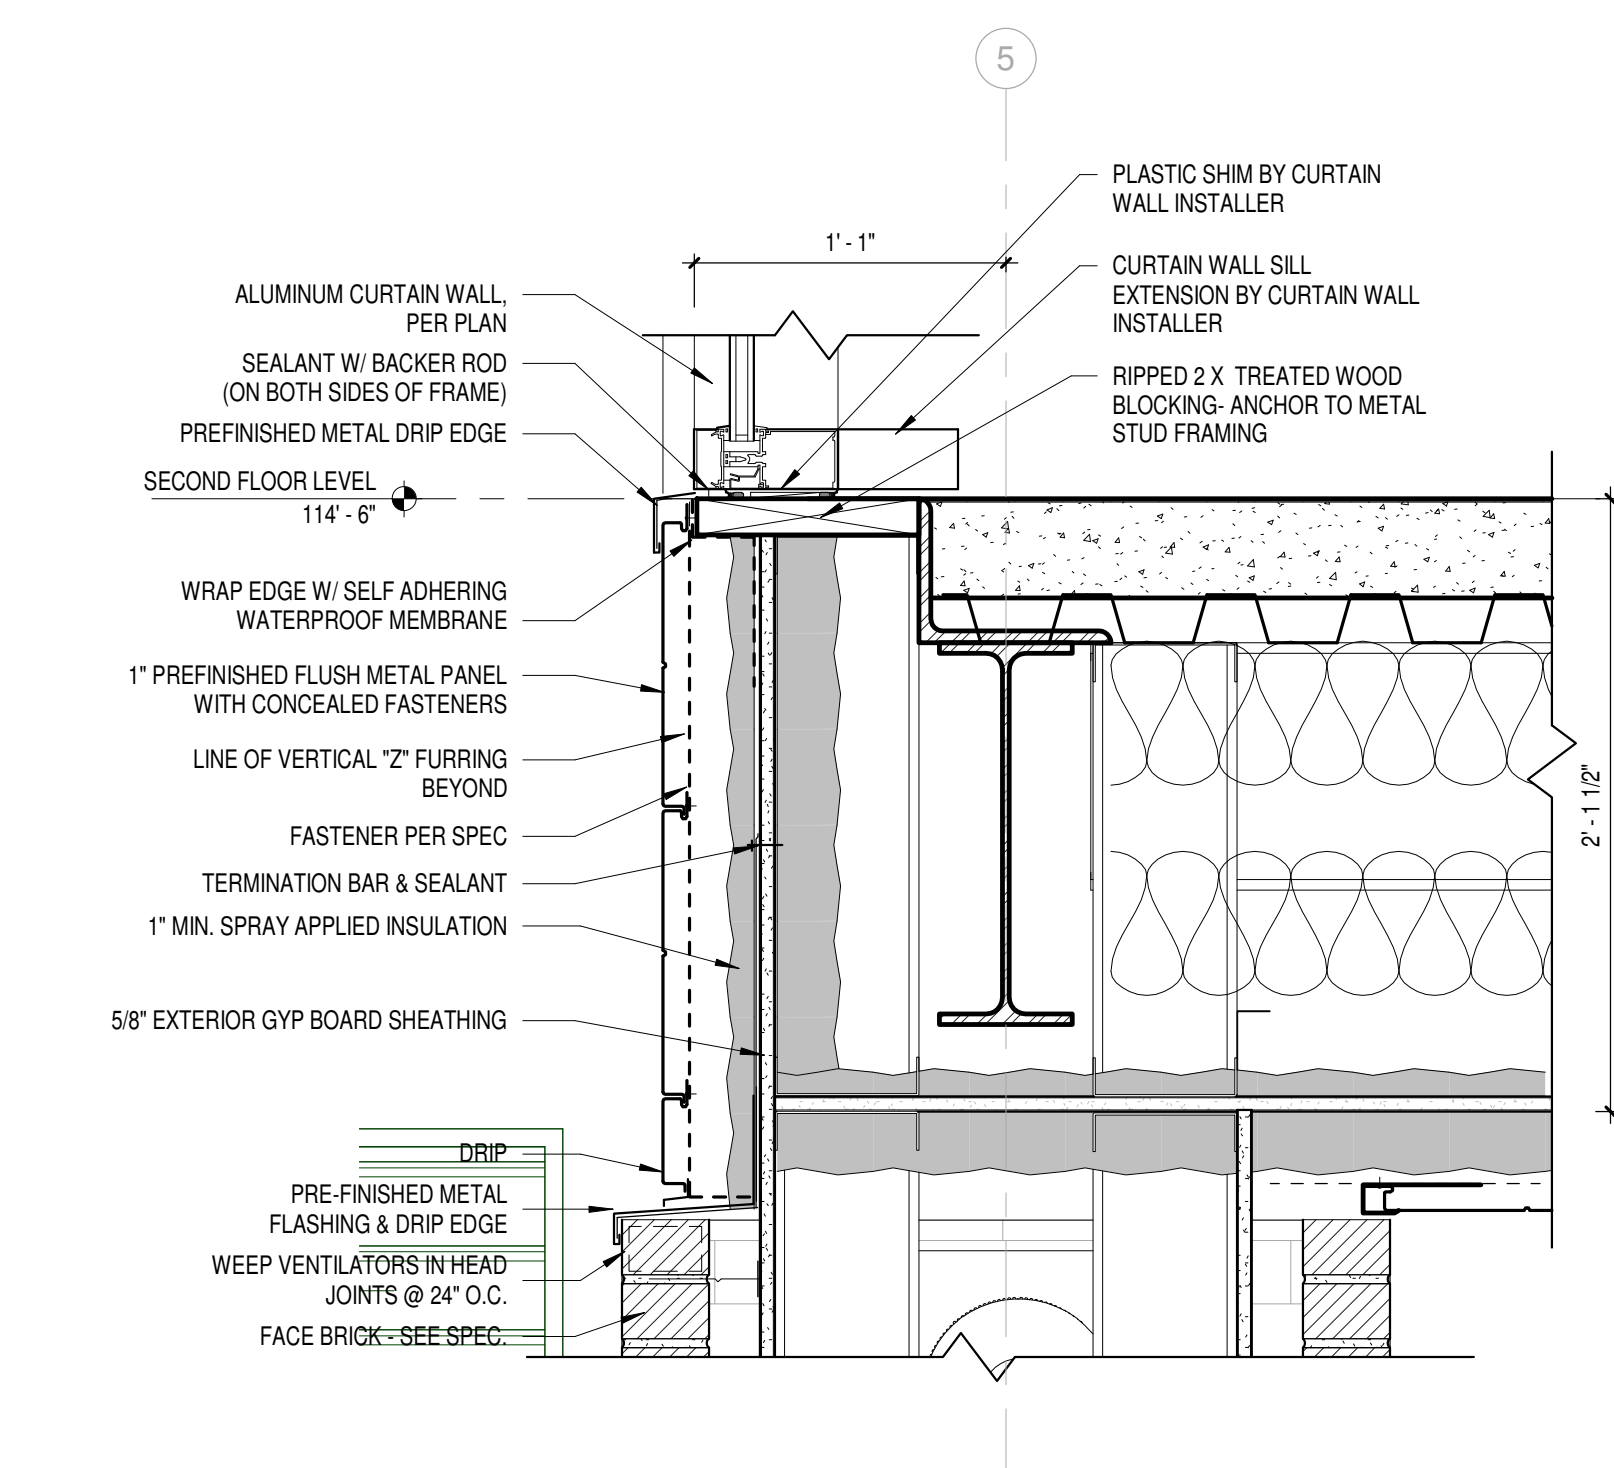 5
PLASTIC SHIM BY CURTAIN
WALL INSTALLER
1' - 1"
CURTAIN WALL SILL
EXTENSION BY CURTAIN WALL
INSTALLER
ALUMINUM CURTAIN WALL,
PER PLAN
SEALANT W/ BACKER ROD
(ON BOTH SIDES OF FRAME)
RIPPED 2 X TREATED WOOD
BLOCKING- ANCHOR TO METAL
STUD FRAMING
PREFINISHED METAL DRIP EDGE
SECOND FLOOR LEVEL
114' - 6"
WRAP EDGE W/ SELF ADHERING
WATERPROOF MEMBRANE
1" PREFINISHED FLUSH METAL PANEL
WITH CONCEALED FASTENERS
LINE OF VERTICAL "Z" FURRING
BEYOND
2' - 1 1/2"
FASTENER PER SPEC
TERMINATION BAR & SEALANT
1" MIN. SPRAY APPLIED INSULATION
5/8" EXTERIOR GYP BOARD SHEATHING
DRIP
PRE-FINISHED METAL
FLASHING & DRIP EDGE
WEEP VENTILATORS IN HEAD
JOINTS @ 24" O.C.
FACE BRICK - SEE SPEC.